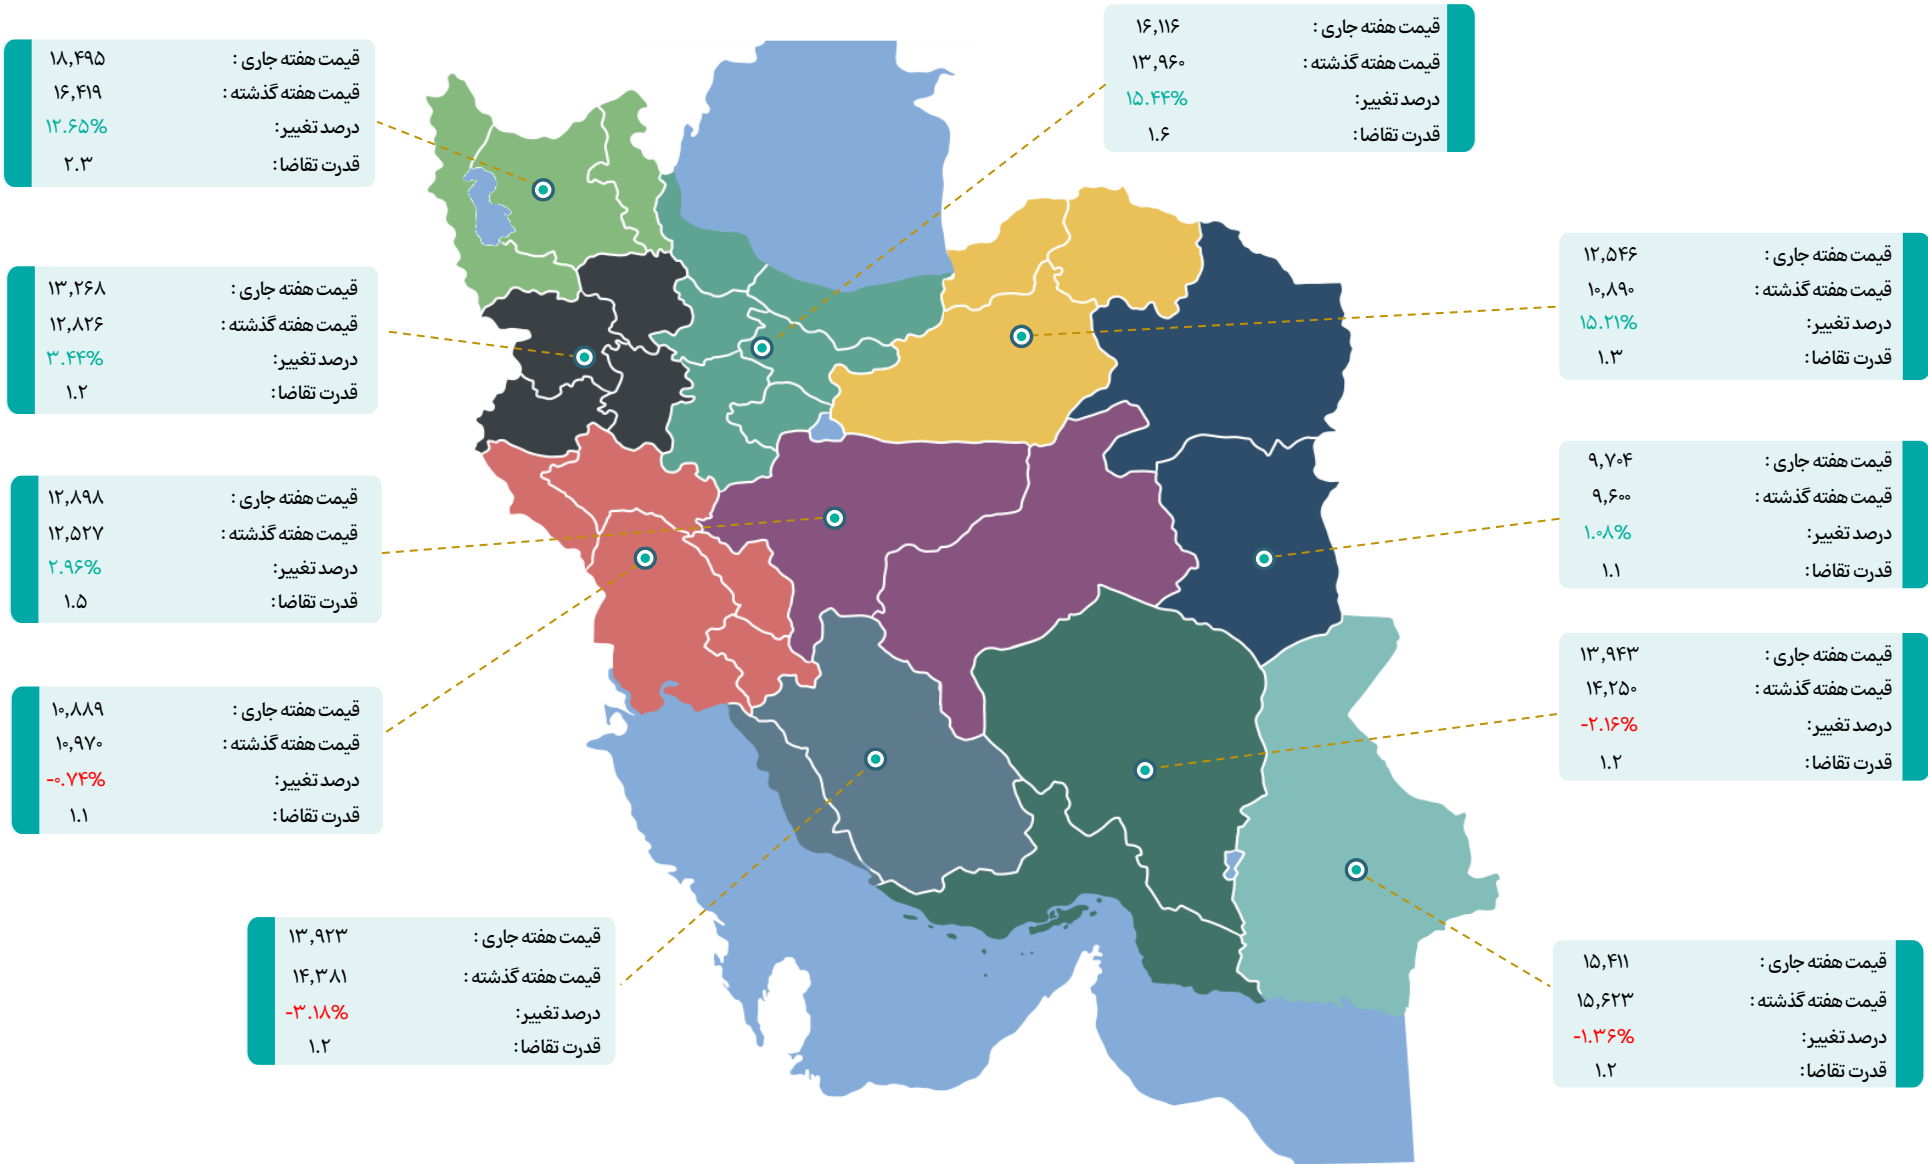 قیمت هفته جاری : ۱۶,۱۱۶
قیمت هفته گذشته : ۱۳,۹۶۰
درصد تغییر: ۱۵.۴۴%
قدرت تقاضا: ۱.۶
قیمت هفته جاری : ۱۸,۴۹۵
قیمت هفته گذشته : ۱۶,۴۱۹
درصد تغییر: ۱۲.۶۵%
قدرت تقاضا: ۲.۳
قیمت هفته جاری : ۱۲,۵۴۶
قیمت هفته گذشته : ۱۰,۸۹۰
درصد تغییر: ۱۵.۲۱%
قدرت تقاضا: ۱.۳
قیمت هفته جاری : ۱۳,۲۶۸
قیمت هفته گذشته : ۱۲,۸۲۶
درصد تغییر: ۳.۴۴%
قدرت تقاضا: ۱.۲
قیمت هفته جاری : ۹,۷۰۴
قیمت هفته گذشته : ۹,۶۰۰
درصد تغییر: ۱.۰۸%
قدرت تقاضا: ۱.۱
قیمت هفته جاری : ۱۲,۸۹۸
قیمت هفته گذشته : ۱۲,۵۲۷
درصد تغییر: ۲.۹۶%
قدرت تقاضا: ۱.۵
قیمت هفته جاری : ۱۳,۹۴۳
قیمت هفته گذشته : ۱۴,۲۵۰
درصد تغییر: -۲.۱۶%
قدرت تقاضا: ۱.۲
قیمت هفته جاری : ۱۰,۸۸۹
قیمت هفته گذشته : ۱۰,۹۷۰
درصد تغییر: -۰.۷۴%
قدرت تقاضا: ۱.۱
قیمت هفته جاری : ۱۳,۹۲۳
قیمت هفته گذشته : ۱۴,۳۸۱
درصد تغییر: -۳.۱۸%
قدرت تقاضا: ۱.۲
قیمت هفته جاری : ۱۵,۴۱۱
قیمت هفته گذشته : ۱۵,۶۲۳
درصد تغییر: -۱.۳۶%
قدرت تقاضا: ۱.۲